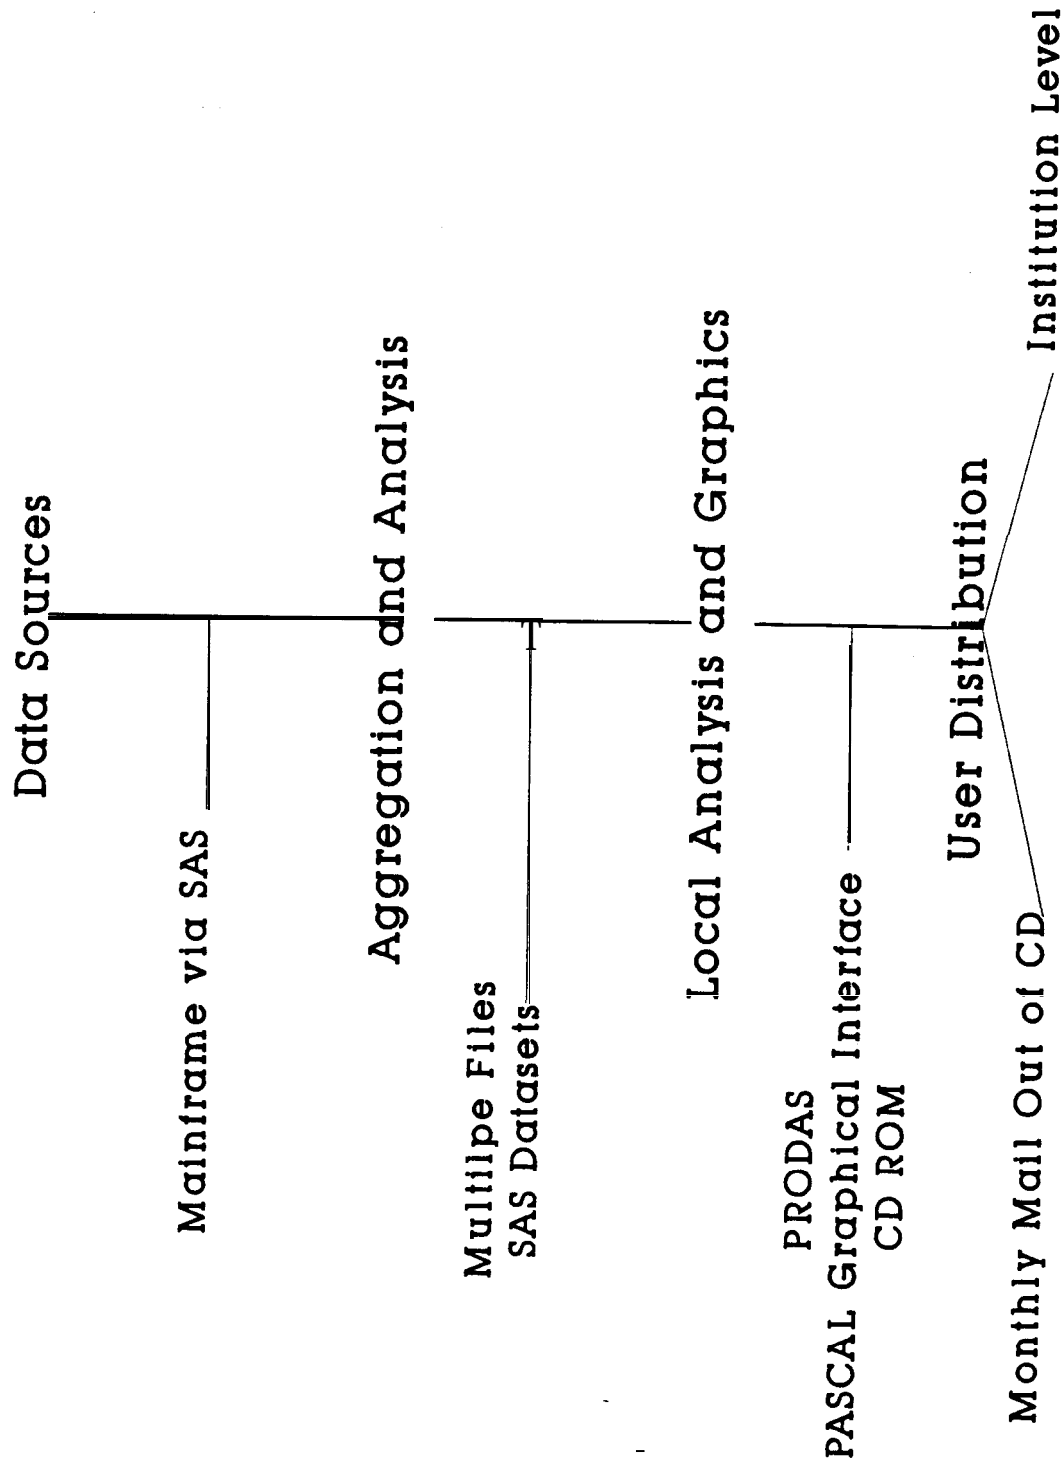 Data Sources
Mainframe via SAS
Aggregation and Analysis
Multilpe Files
SAS Datasets
Local Analysis and Graphics
PRODAS
PASCAL Graphical Interface
CD ROM
User Distribution
Monthly Mail Out of CD
Institution Level